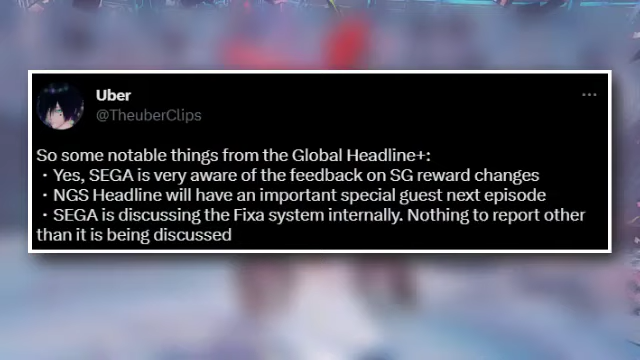 Uber
@TheuberClips
So some notable things from the Global Headline+:
・Yes, SEGA is very aware of the feedback on SG reward changes
・NGS Headline will have an important special guest next episode
・SEGA is discussing the Fixa system internally. Nothing to report other
than it is being discussed